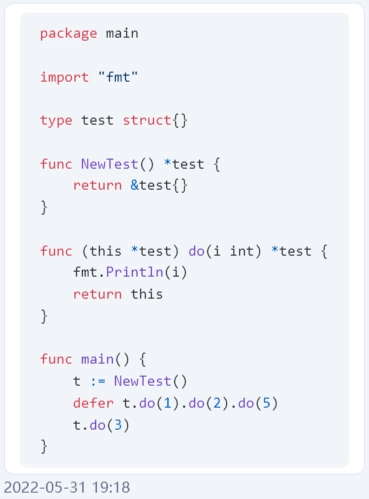 package main
import "fmt"
type test struct{}
func NewTest() *test {
    return &test{}
}
func (this *test) do(i int) *test {
    fmt.Println(i)
    return this
}
func main() {
    t := NewTest()
    defer t.do(1).do(2).do(5)
    t.do(3)
}
2022-05-31 19:18